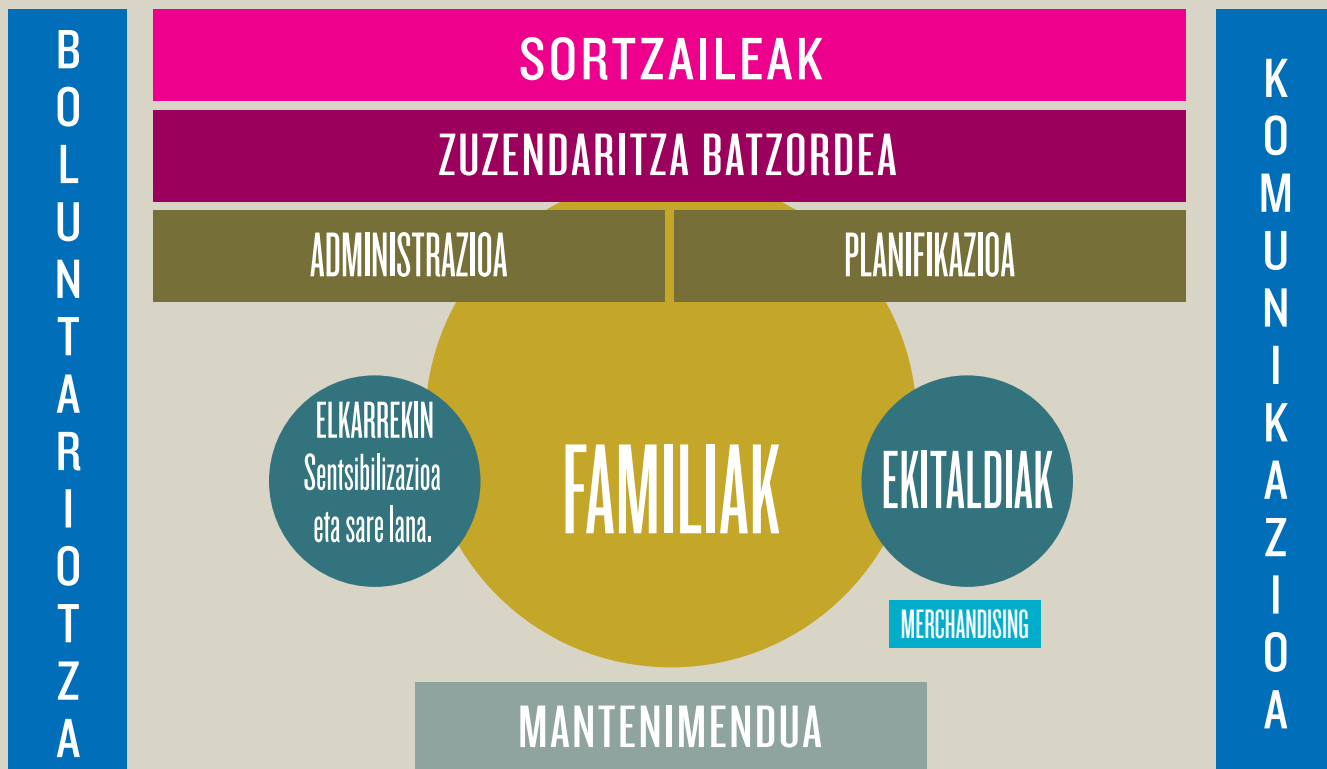 BOLUNTARIOTZA
SORTZAILEAK
ZUZENDARITZA BATZORDEA
ADMINISTRAZIOA
PLANIFIKAZIOA
ELKARREKIN
Sentsibilizazioa
eta sare lana.
FAMILIAK
EKITALDIAK
MERCHANDISING
MANTENIMENDUA
KOMUNIKAZIOA